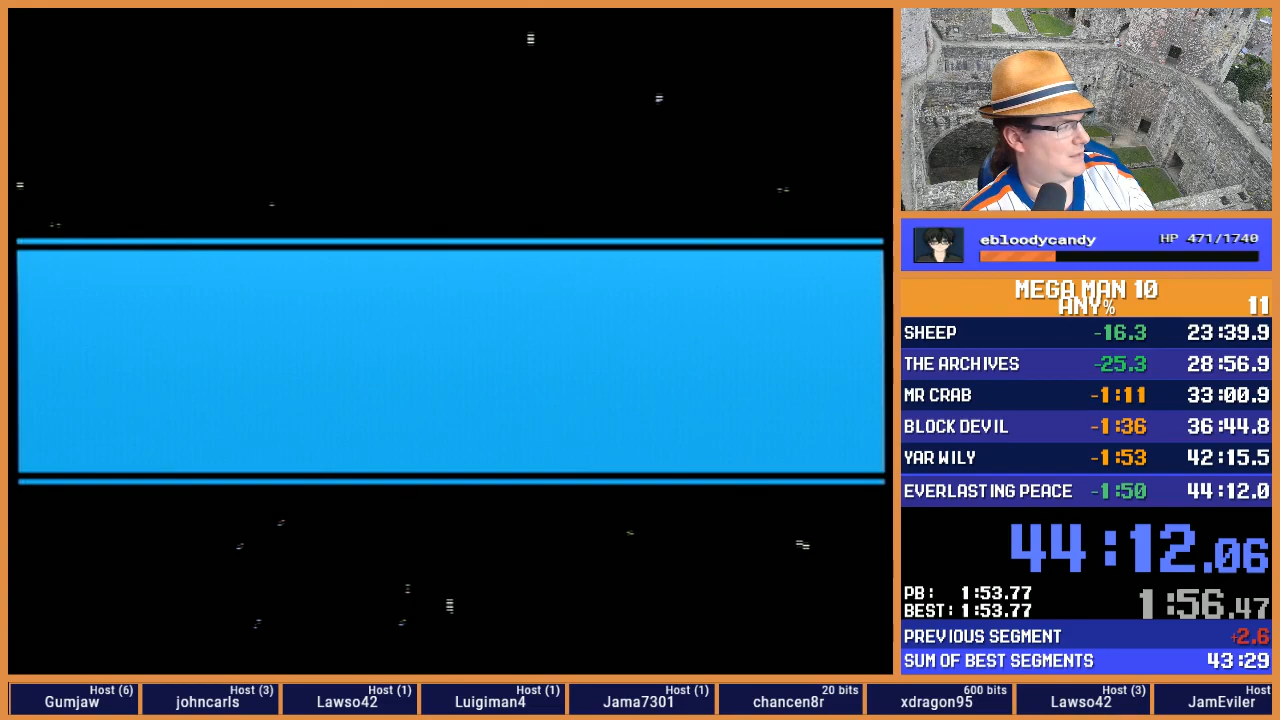 ebloodycandy HP 471/1740
MEGA MAN 10
ANY% 11
SHEEP -16.3 23:39.9
THE ARCHIVES -25.3 28:56.9
MR CRAB -1:11 33:00.9
BLOCK DEVIL -1:36 36:44.8
YAR WILY -1:53 42:15.5
EVERLASTING PEACE -1:50 44:12.0
44:12.06
PB: 1:53.77
BEST: 1:53.77
1:56.47
PREVIOUS SEGMENT +2.6
SUM OF BEST SEGMENTS 43:29
Host (6) Host (3) Host (1) Host (1) Host (1) 20 bits 600 bits Host (3) Host
Gumjaw johncarls Lawso42 Luigiman4 Jama7301 chancen8r xdragon95 Lawso42 JamEviler